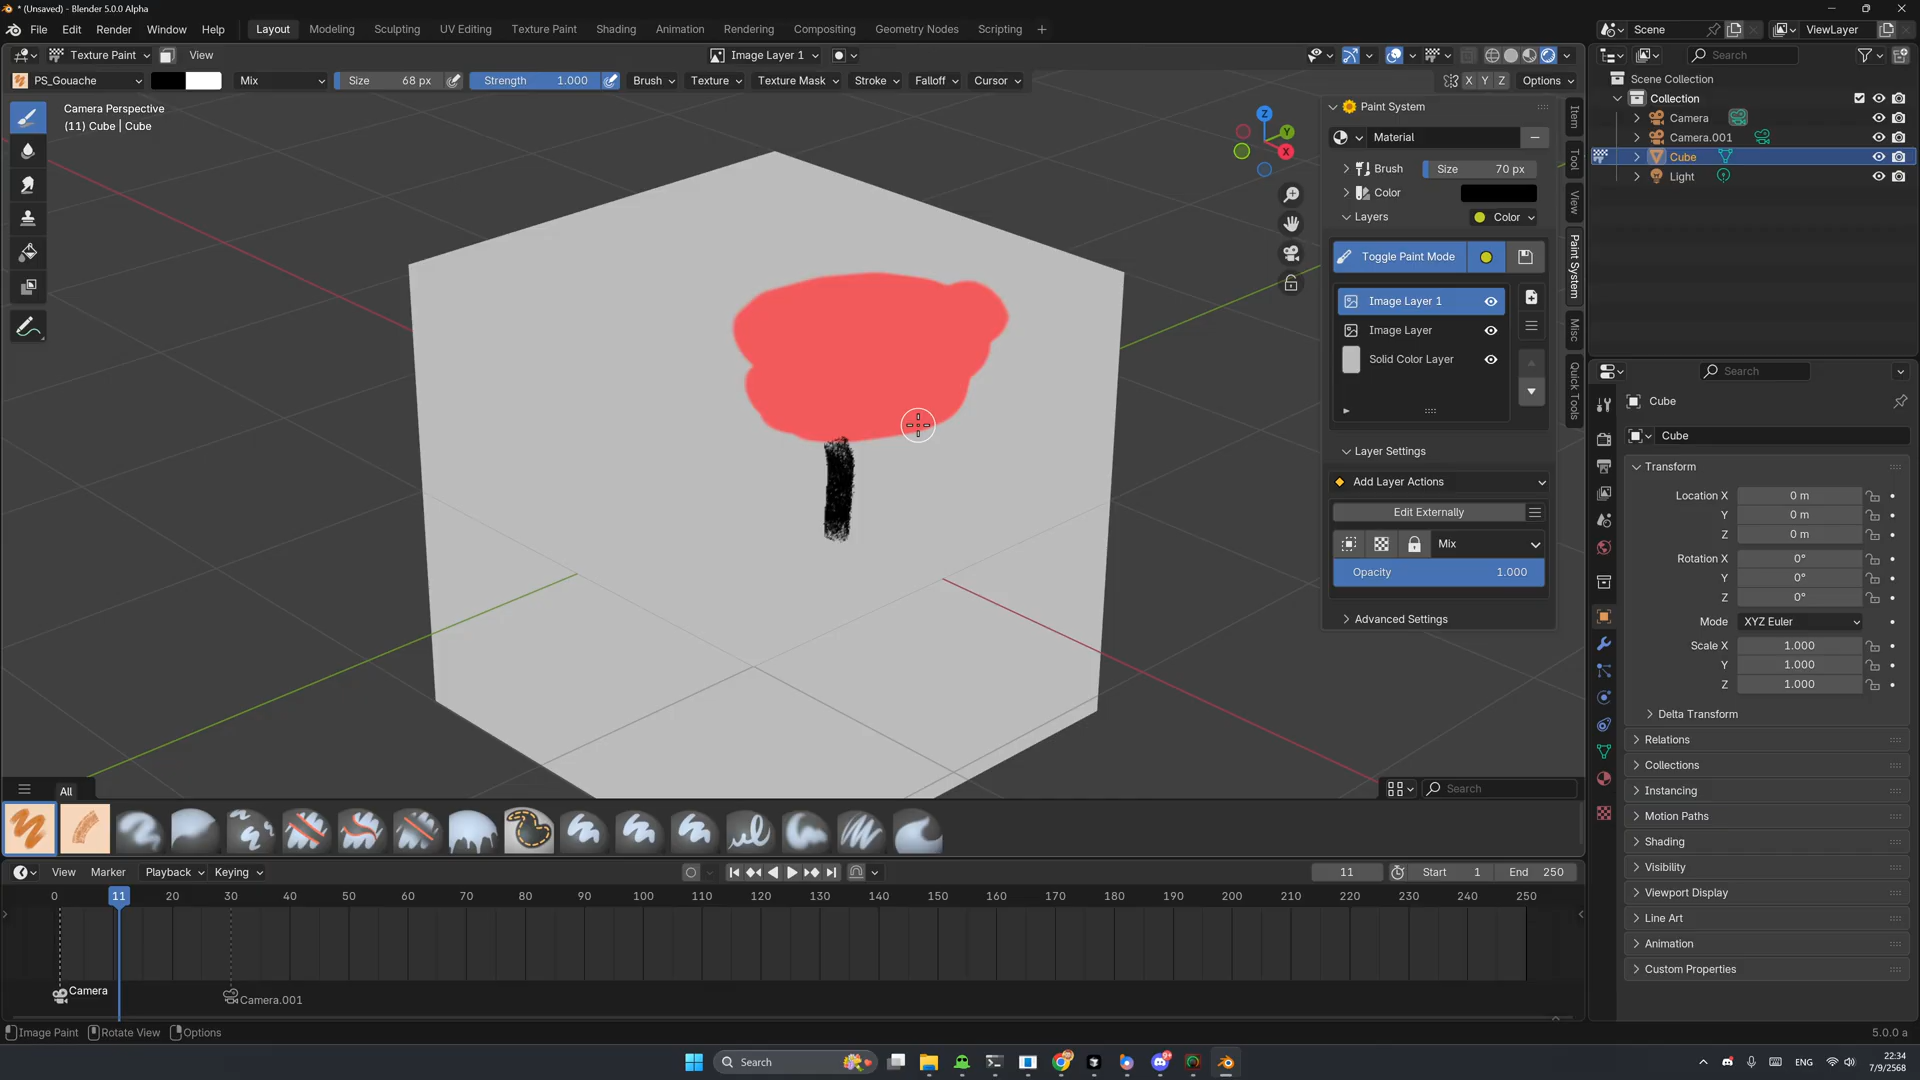 * (Unsaved) - Blender 5.0.0 Alpha
File Edit Render Window Help Layout Modeling Sculpting UV Editing Texture Paint Shading Animation Rendering Compositing Geometry Nodes Scripting + Scene ViewLayer
Texture Paint View Image Layer 1 Search
PS_Gouache Mix Size 68 px Strength 1.000 Brush Texture Texture Mask Stroke Falloff Cursor X Y Z Options
Camera Perspective
(11) Cube | Cube
Z
Y
X
Paint System
Material
Brush Size 70 px
Color
Layers Color
Toggle Paint Mode
Image Layer 1
Image Layer
Solid Color Layer
Layer Settings
Add Layer Actions
Edit Externally
Mix
Opacity 1.000
Advanced Settings
Item
Tool
View
Paint System
Misc
Quick Tools
Scene Collection
Collection
Camera
Camera.001
Cube
Light
Search
Cube
Cube
Transform
Location X 0 m
Y 0 m
Z 0 m
Rotation X 0°
Y 0°
Z 0°
Mode XYZ Euler
Scale X 1.000
Y 1.000
Z 1.000
Delta Transform
Relations
Collections
Instancing
Motion Paths
Shading
Visibility
Viewport Display
Line Art
Animation
Custom Properties
All Search
View Marker Playback Keying 11 Start 1 End 250
0 11 20 30 40 50 60 70 80 90 100 110 120 130 140 150 160 170 180 190 200 210 220 230 240 250
Camera
Camera.001
Image Paint Rotate View Options 5.0.0 a
Search ENG 22:34
7/9/2568